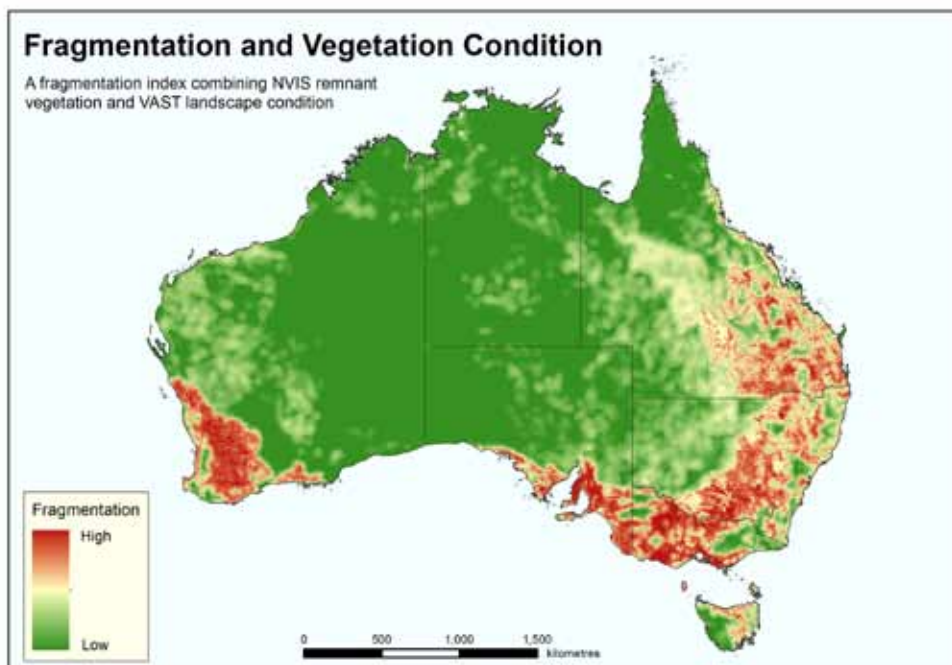 Fragmentation and Vegetation Condition
A fragmentation index combining NVIS remnant
vegetation and VAST landscape condition
Fragmentation
High
Low
0 500 1,000 1,500
kilometres